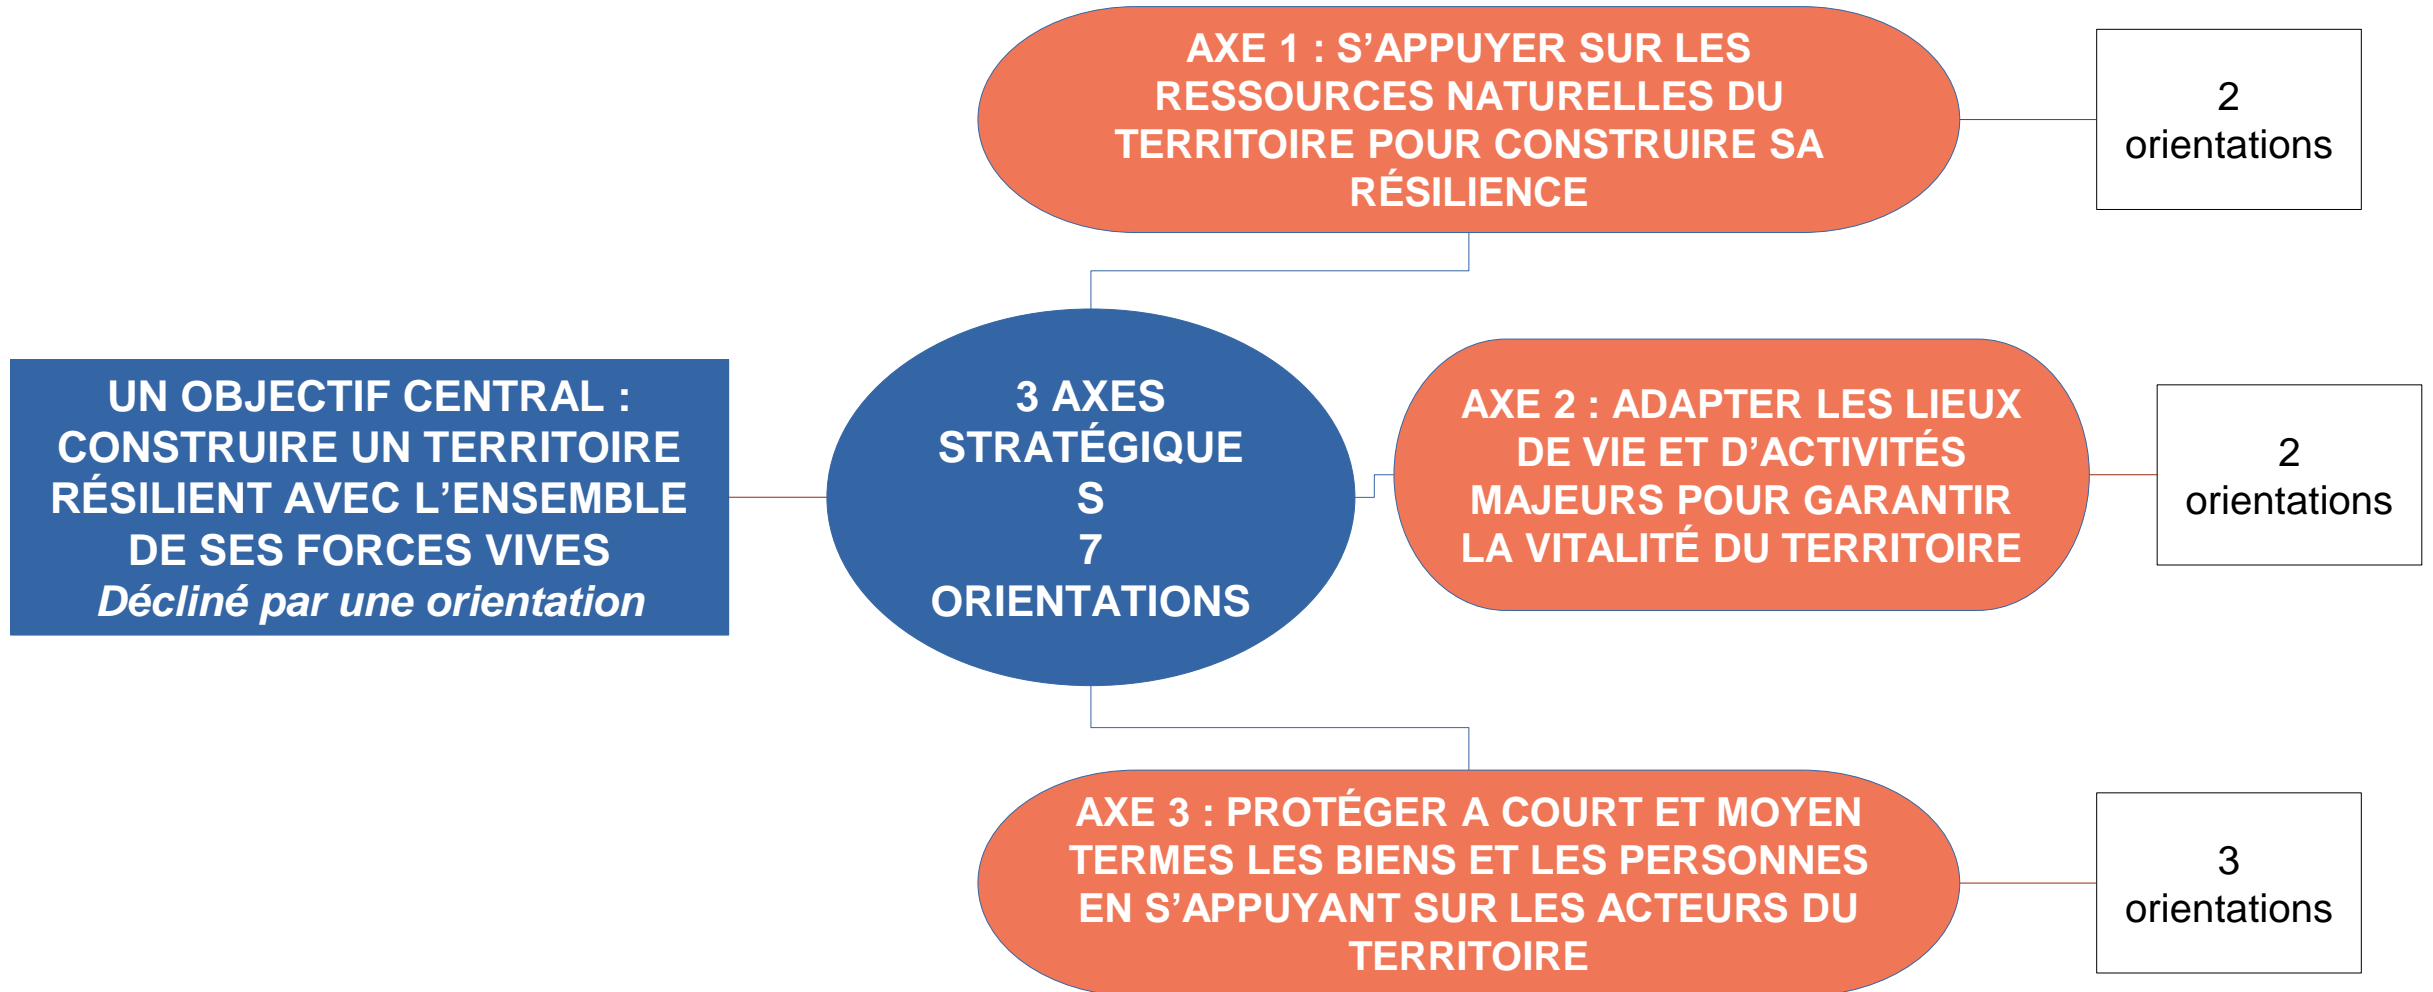 AXE 1 : S’APPUYER SUR LES
RESSOURCES NATURELLES DU
TERRITOIRE POUR CONSTRUIRE SA
RÉSILIENCE
2
orientations
UN OBJECTIF CENTRAL :
CONSTRUIRE UN TERRITOIRE
RÉSILIENT AVEC L’ENSEMBLE
DE SES FORCES VIVES
Décliné par une orientation
3 AXES
STRATÉGIQUE
S
7
ORIENTATIONS
AXE 2 : ADAPTER LES LIEUX
DE VIE ET D’ACTIVITÉS
MAJEURS POUR GARANTIR
LA VITALITÉ DU TERRITOIRE
2
orientations
AXE 3 : PROTÉGER A COURT ET MOYEN
TERMES LES BIENS ET LES PERSONNES
EN S’APPUYANT SUR LES ACTEURS DU
TERRITOIRE
3
orientations